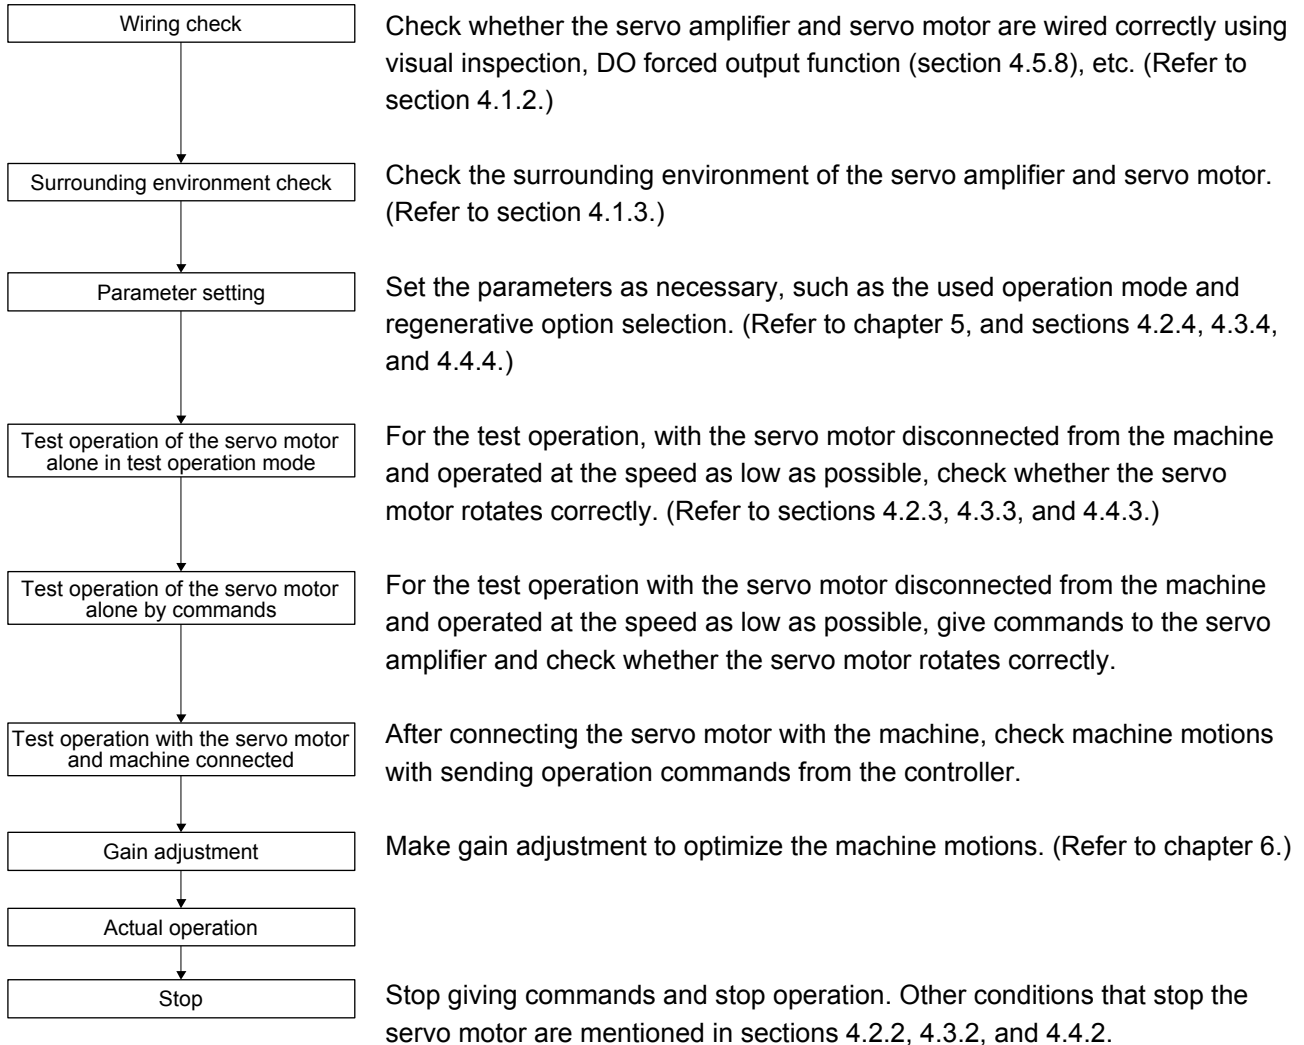 Wiring check
Check whether the servo amplifier and servo motor are wired correctly using
visual inspection, DO forced output function (section 4.5.8), etc. (Refer to
section 4.1.2.)
Surrounding environment check
Check the surrounding environment of the servo amplifier and servo motor.
(Refer to section 4.1.3.)
Parameter setting
Set the parameters as necessary, such as the used operation mode and
regenerative option selection. (Refer to chapter 5, and sections 4.2.4, 4.3.4,
and 4.4.4.)
Test operation of the servo motor
alone in test operation mode
For the test operation, with the servo motor disconnected from the machine
and operated at the speed as low as possible, check whether the servo
motor rotates correctly. (Refer to sections 4.2.3, 4.3.3, and 4.4.3.)
Test operation of the servo motor
alone by commands
For the test operation with the servo motor disconnected from the machine
and operated at the speed as low as possible, give commands to the servo
amplifier and check whether the servo motor rotates correctly.
Test operation with the servo motor
and machine connected
After connecting the servo motor with the machine, check machine motions
with sending operation commands from the controller.
Gain adjustment
Make gain adjustment to optimize the machine motions. (Refer to chapter 6.)
Actual operation
Stop
Stop giving commands and stop operation. Other conditions that stop the
servo motor are mentioned in sections 4.2.2, 4.3.2, and 4.4.2.